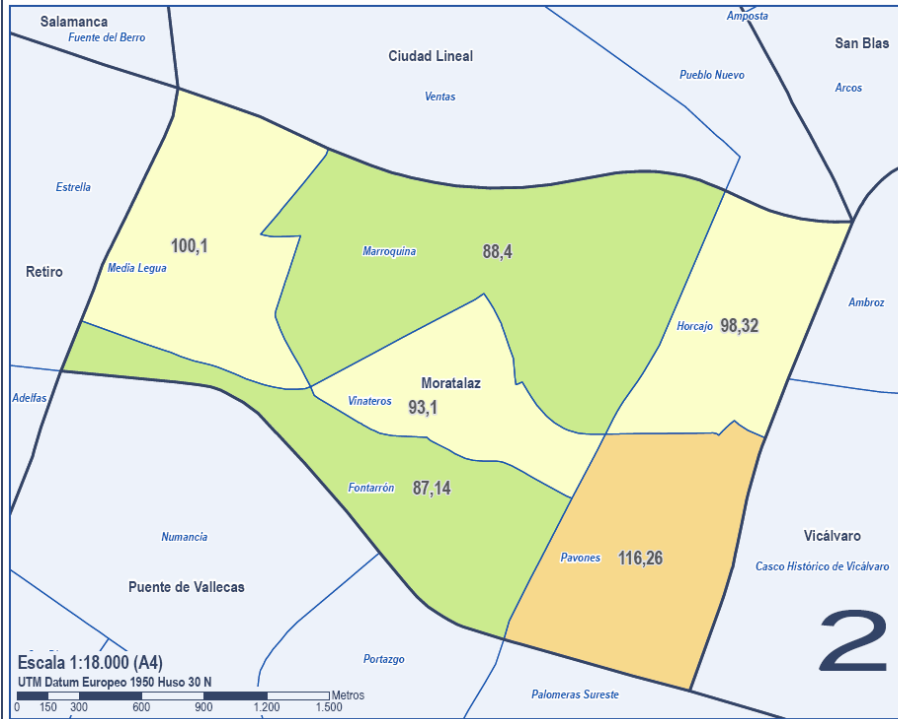 Salamanca
Fuente del Berro
Amposta
Ciudad Lineal
San Blas
Pueblo Nuevo
Arcos
Ventas
Estrella
100,1
Marroquina
88,4
Retiro
Media Legua
Ambroz
Horcajo
98,32
Moratalaz
Adelfas
Vinateros
93,1
Fontarrón
87,14
Numancia
Pavones
116,26
Vicálvaro
Casco Histórico de Vicálvaro
Puente de Vallecas
2
Portazgo
Escala 1:18.000 (A4)
UTM Datum Europeo 1950 Huso 30 N
Palomeras Sureste
Metros
0 150 300 600 900 1.200 1.500